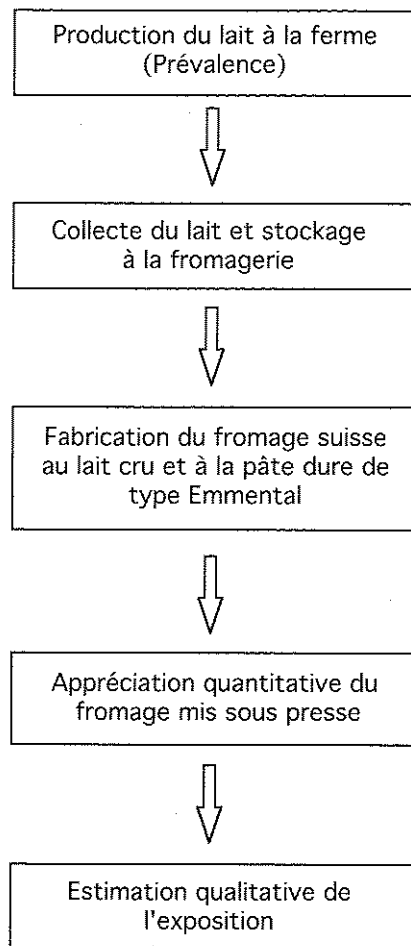 Production du lait à la ferme
(Prévalence)
Collecte du lait et stockage
à la fromagerie
Fabrication du fromage suisse
au lait cru et à la pâte dure de
type Emmental
Appréciation quantitative du
fromage mis sous presse
Estimation qualitative de
l'exposition